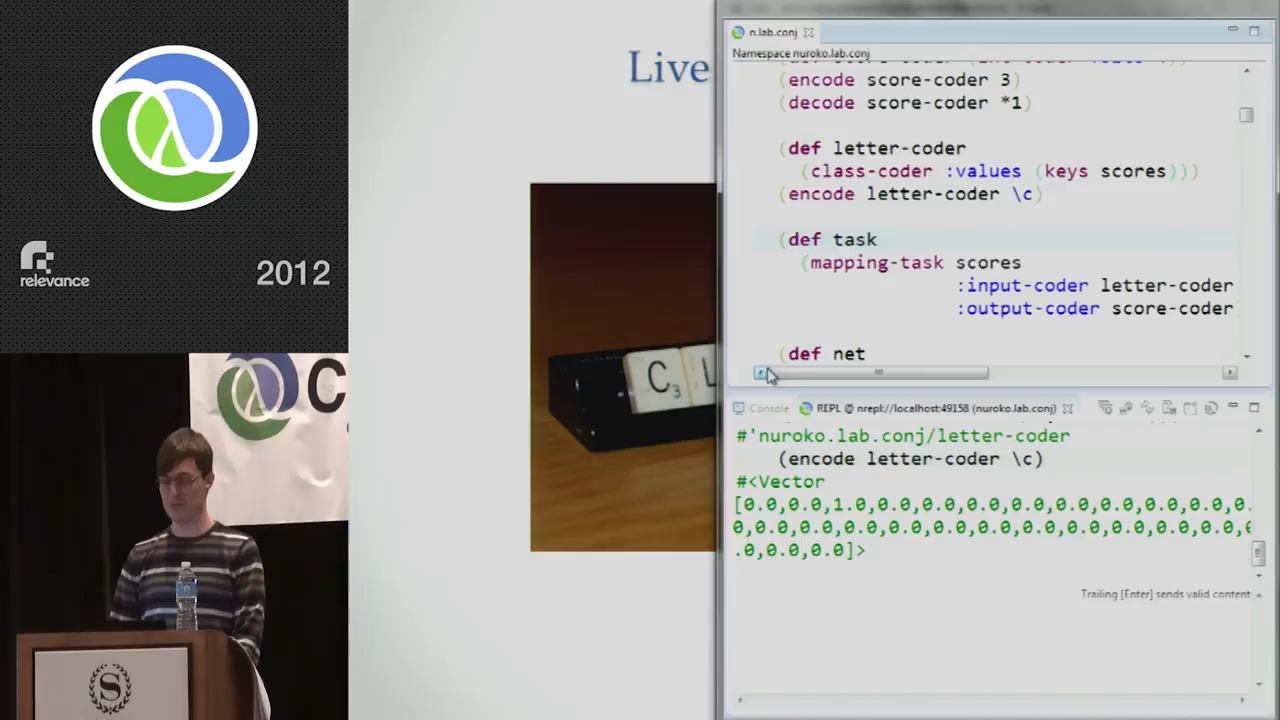 relevance
2012
C
S
Live
C3
L
n.lab.conj
Namespace nuroko.lab.conj
(encode score-coder 3)
(decode score-coder *1)
(def letter-coder
(class-coder :values (keys scores)))
(encode letter-coder \c)
(def task
(mapping-task scores
:input-coder letter-coder
:output-coder score-coder
(def net
Console
REPL @ nrepl://localhost:49158 (nuroko.lab.conj)
#'nuroko.lab.conj/letter-coder
(encode letter-coder \c)
#<Vector
[0.0,0.0,1.0,0.0,0.0,0.0,0.0,0.0,0.0,0.0,0.0,
0,0.0,0.0,0.0,0.0,0.0,0.0,0.0,0.0,0.0,0.0,0
.0,0.0,0.0]>
Trailing [Enter] sends valid content